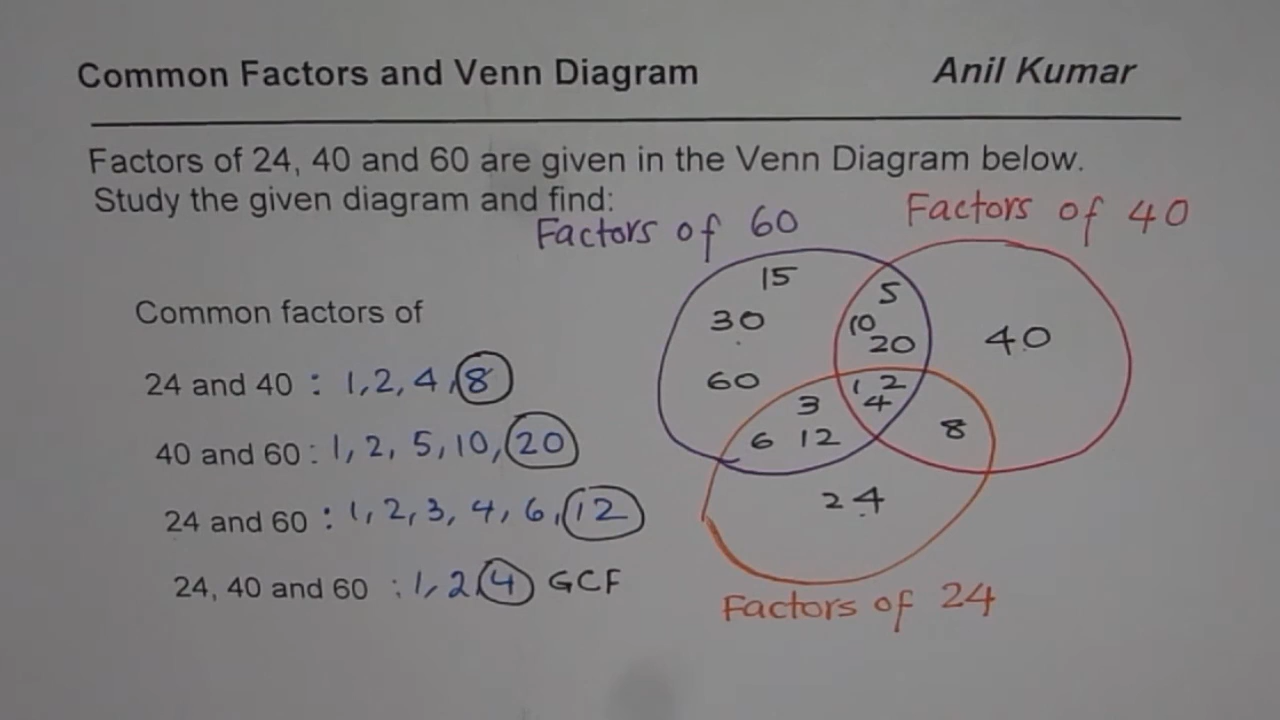 Common Factors and Venn Diagram
Anil Kumar
Factors of 24, 40 and 60 are given in the Venn Diagram below.
Study the given diagram and find:
Factors of 60
Factors of 40
Common factors of
24 and 40 : 1,2,4,8
40 and 60 : 1, 2, 5, 10, 20
24 and 60 : 1, 2, 3, 4, 6, 12
24, 40 and 60 : 1, 2, 4 GCF
15
30
60
5
10
20
40
1 2
4
3
6 12
8
24
Factors of 24